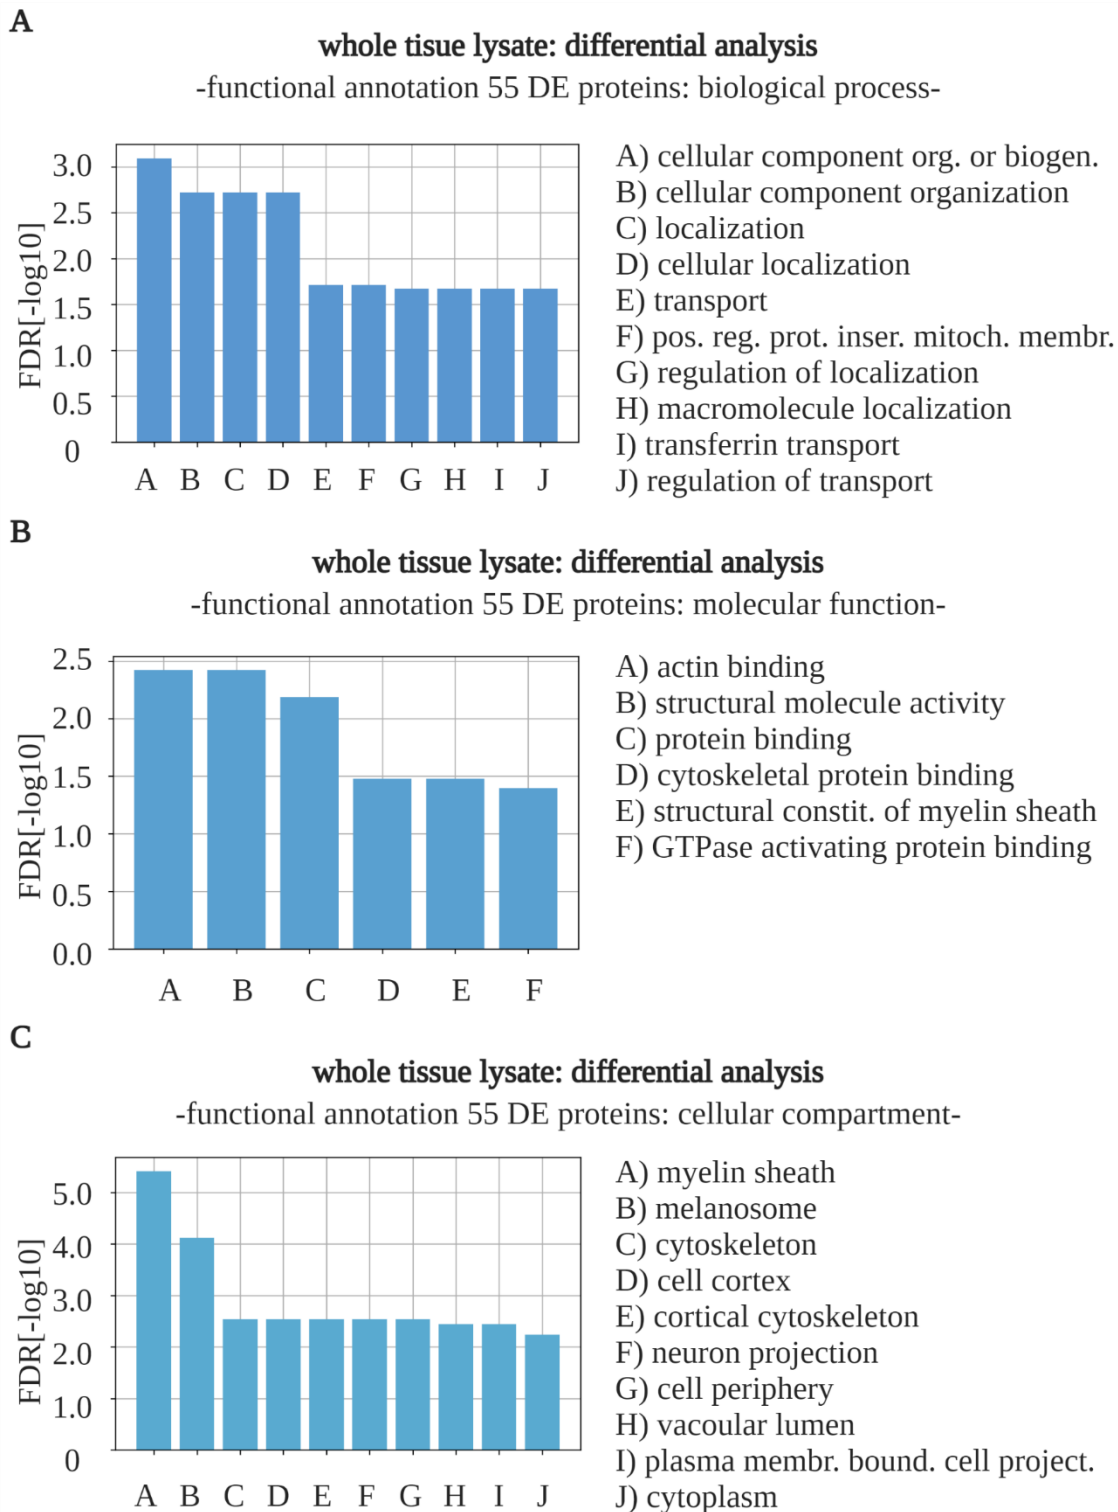 A
whole tisue lysate: differential analysis
-functional annotation 55 DE proteins: biological process-
FDR[-log10]
3.0
2.5
2.0
1.5
1.0
0.5
0
A B C D E F G H I J
A) cellular component org. or biogen.
B) cellular component organization
C) localization
D) cellular localization
E) transport
F) pos. reg. prot. inser. mitoch. membr.
G) regulation of localization
H) macromolecule localization
I) transferrin transport
J) regulation of transport
B
whole tissue lysate: differential analysis
-functional annotation 55 DE proteins: molecular function-
FDR[-log10]
2.5
2.0
1.5
1.0
0.5
0.0
A B C D E F
A) actin binding
B) structural molecule activity
C) protein binding
D) cytoskeletal protein binding
E) structural constit. of myelin sheath
F) GTPase activating protein binding
C
whole tissue lysate: differential analysis
-functional annotation 55 DE proteins: cellular compartment-
FDR[-log10]
5.0
4.0
3.0
2.0
1.0
0
A B C D E F G H I J
A) myelin sheath
B) melanosome
C) cytoskeleton
D) cell cortex
E) cortical cytoskeleton
F) neuron projection
G) cell periphery
H) vacoular lumen
I) plasma membr. bound. cell project.
J) cytoplasm